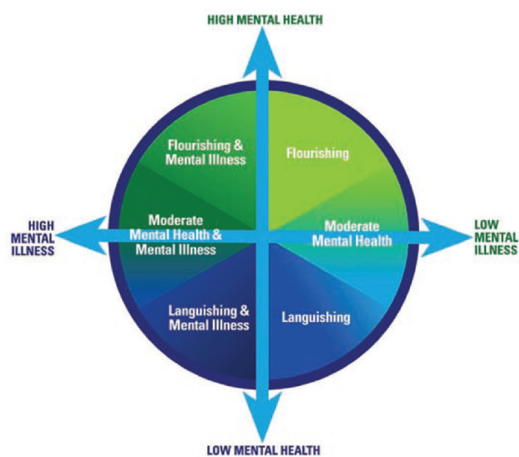 HIGH MENTAL HEALTH
Flourishing &
Mental Illness
Flourishing
HIGH
MENTAL
ILLNESS
Moderate
Mental Health &
Mental Illness
Moderate
Mental Health
LOW
MENTAL
ILLNESS
Languishing &
Mental Illness
Languishing
LOW MENTAL HEALTH